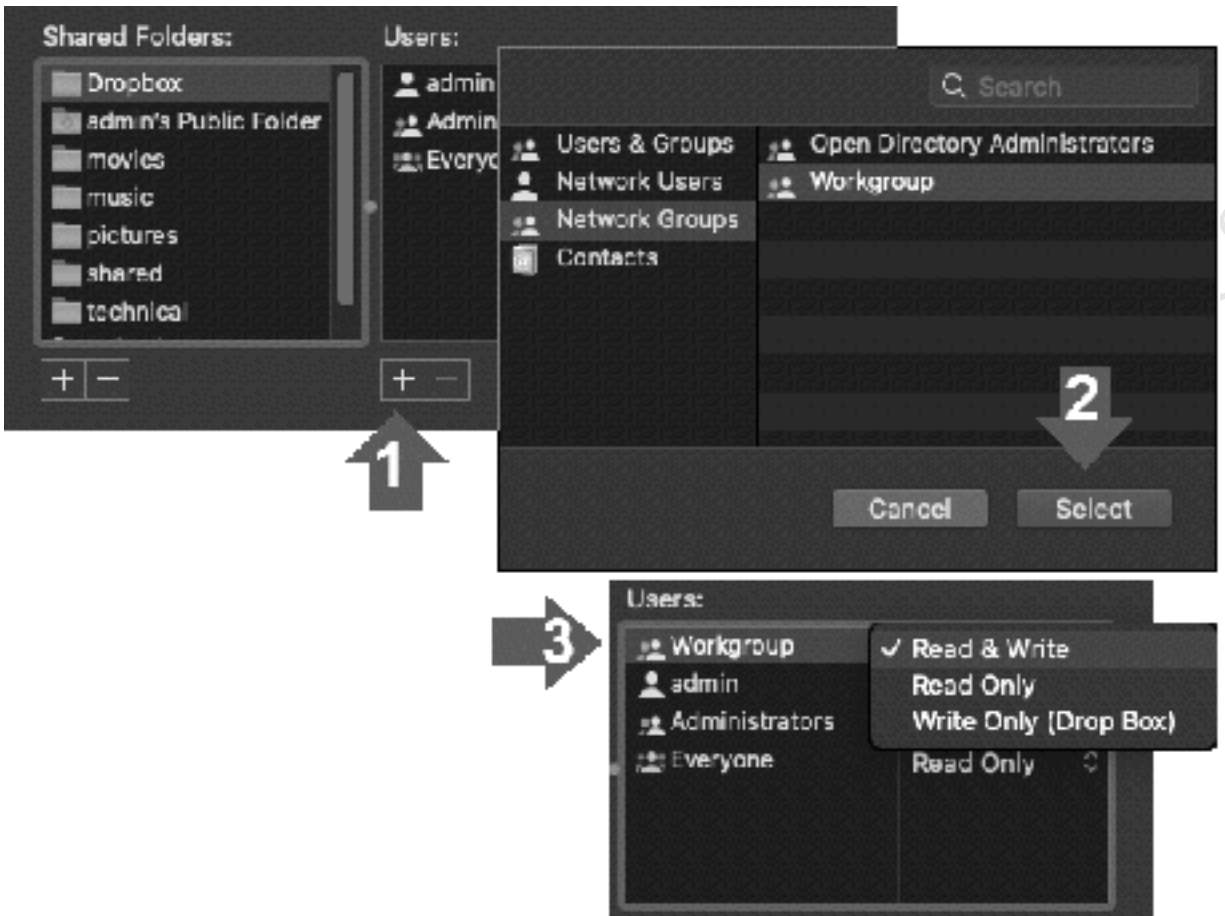 Shared Folders:
Users:
Dropbox
admin's Public Folder
movies
music
pictures
shared
technical
admin
Admin
Everyo
+ −
+ −
1
Search
Users & Groups
Network Users
Network Groups
Contacts
Open Directory Administrators
Workgroup
2
Cancel
Select
3
Users:
Workgroup
admin
Administrators
Everyone
✓ Read & Write
Read Only
Write Only (Drop Box)
Read Only